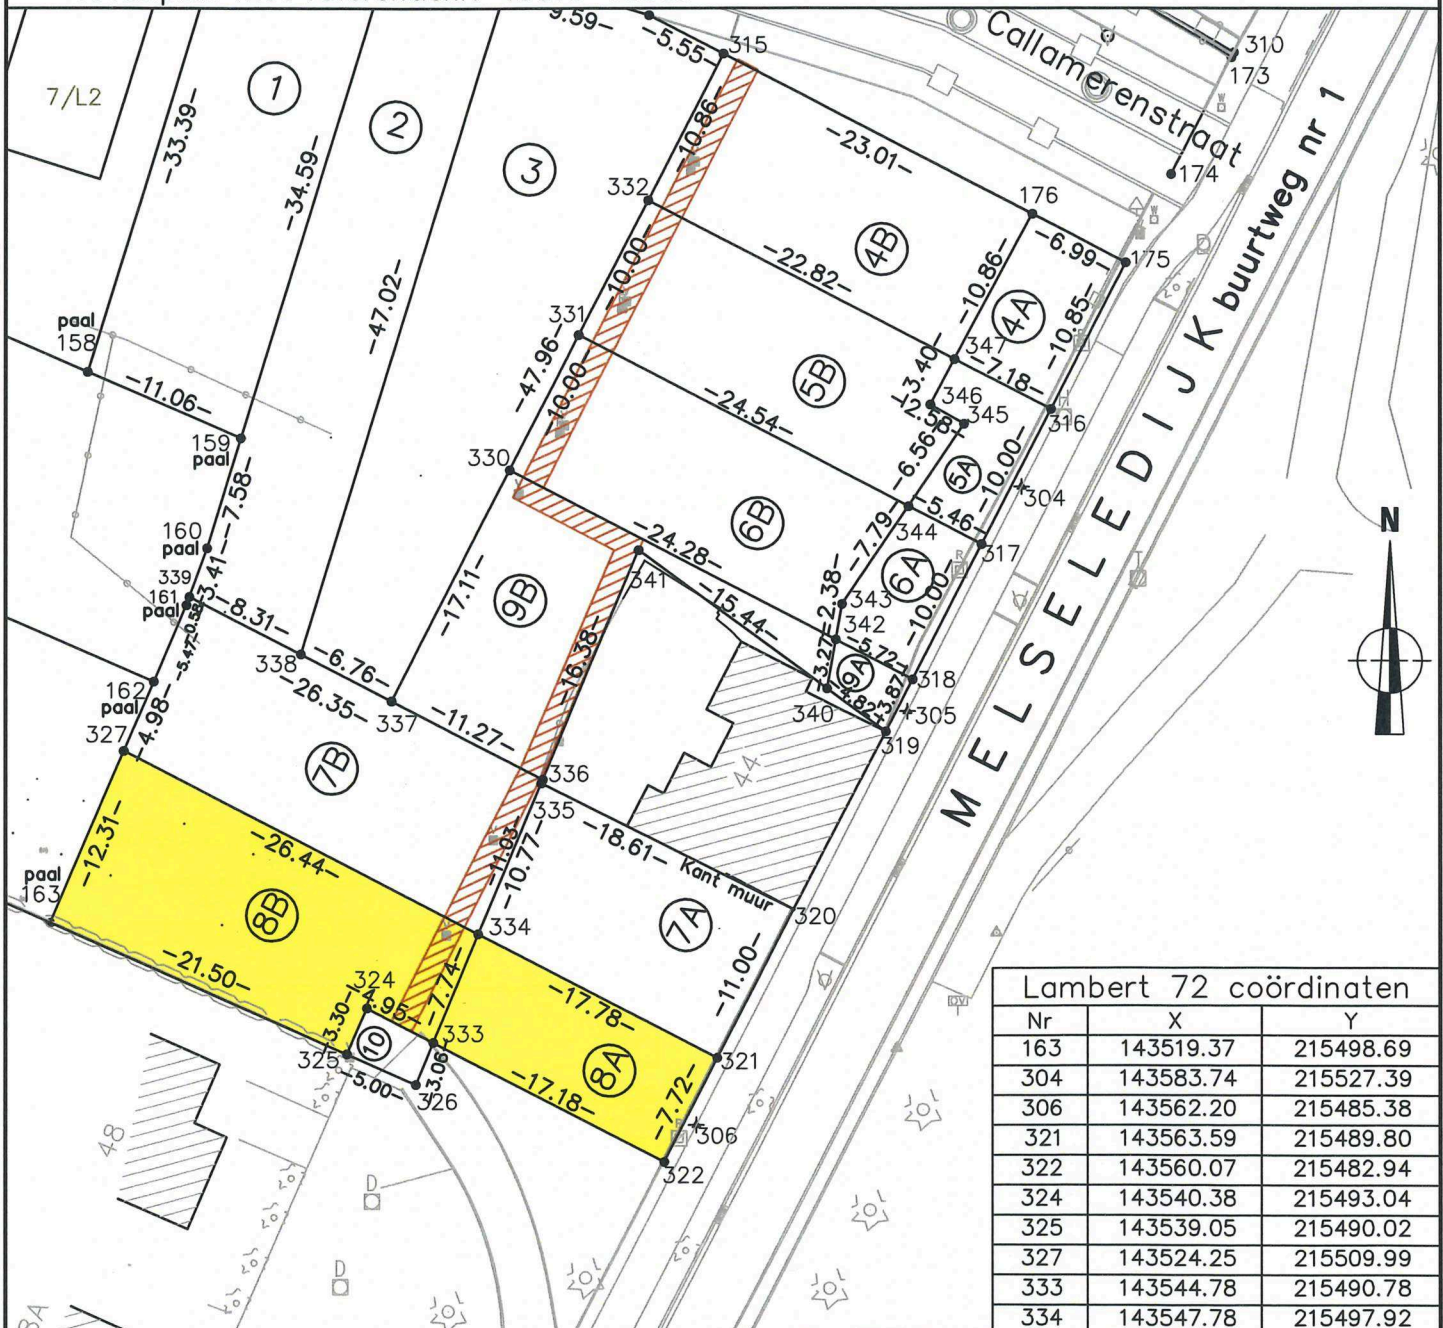 9.59–
–5.55–
315
Callamerenstraat
310
173
174
7/L2
1
2
3
–33.39–
–34.59–
–47.02–
–10.86–
–23.01–
176
–6.99–
175
332
4B
4A
–10.86–
–10.85–
–22.82–
–10.00–
331
347
–7.18–
316
–3.40–
346
–2.58–
345
5B
5A
–24.54–
–6.56–
–10.00–
304
–47.96–
10.00
330
paal
158
–11.06–
159
paal
–7.58–
160
paal
–3.41–
339
161
paal
–0.58–
–5.47–
344
–5.46–
317
6B
6A
–24.28–
–7.79–
–10.00–
343
–2.38–
342
–5.72–
318
341
–15.44–
–3.27–
9A
–3.87–
305
340
–4.82–
319
9B
–17.11–
–16.38–
–8.31–
338
–6.76–
–26.35–
337
–11.27–
336
335
162
paal
–4.98–
327
7B
44
–18.61– Kant muur
320
–11.03–
–10.77–
7A
–11.00–
–12.31–
–26.44–
paal
163
8B
334
–21.50–
324
–4.95–
–3.30–
–7.74–
–17.78–
321
325
10
333
–3.06–
–5.00–
326
8A
–17.18–
–7.72–
306
322
48
D
D
8A
MELSELEDIJK buurtweg nr 1
N
Lambert 72 coördinaten
Nr X Y
163 143519.37 215498.69
304 143583.74 215527.39
306 143562.20 215485.38
321 143563.59 215489.80
322 143560.07 215482.94
324 143540.38 215493.04
325 143539.05 215490.02
327 143524.25 215509.99
333 143544.78 215490.78
334 143547.78 215497.92